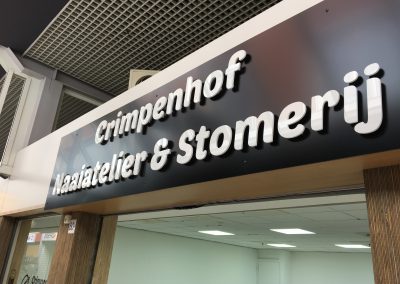 Crimpenhof
Naaiatelier & Stomerij